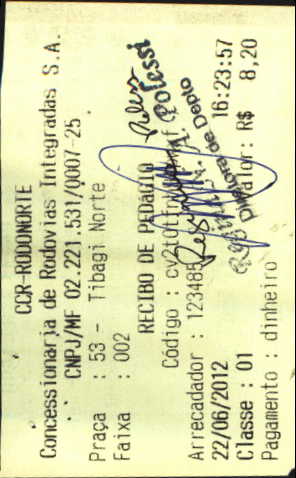 CCR-RODONORTE
Concessionária de Rodovias Integradas S.A.
CNPJ/MF 02.221.531/0007-25
Praça : 53 - Tibagi Norte
Faixa : 002
RECIBO DE PEDÁGIO
Código :
Arrecadador : 123485
22/06/2012 16:23:57
Classe : 01 Valor: R$ 8,20
Pagamento : dinheiro
Diretora de Depto